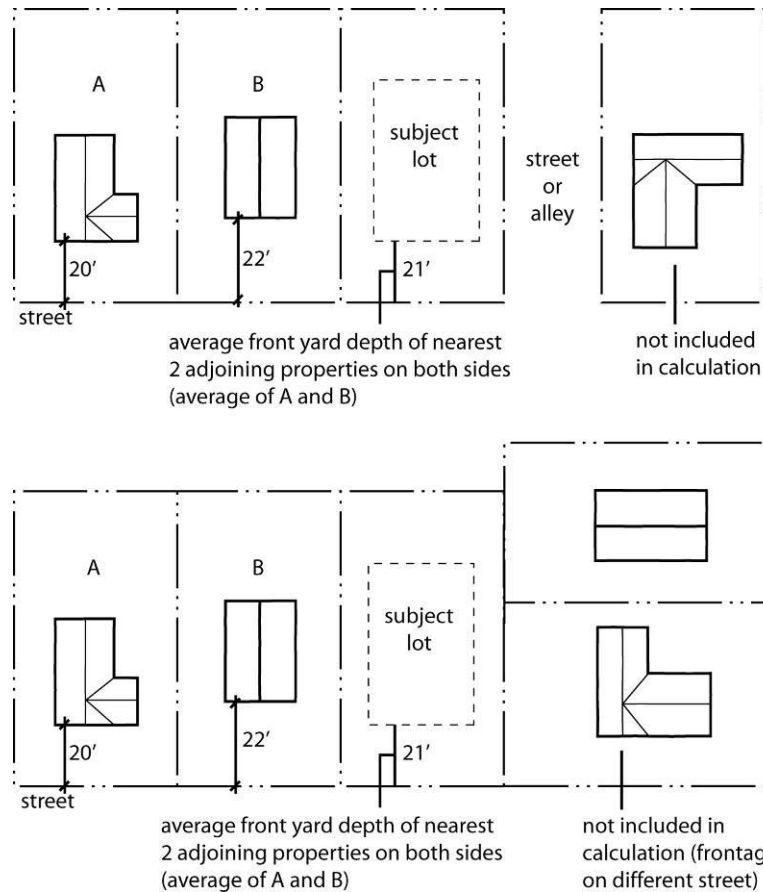 A
B
subject
lot
street
or
alley
20'
22'
21'
street
average front yard depth of nearest
2 adjoining properties on both sides
(average of A and B)
not included
in calculation
A
B
subject
lot
20'
22'
21'
street
average front yard depth of nearest
2 adjoining properties on both sides
(average of A and B)
not included in
calculation (frontag
on different street)